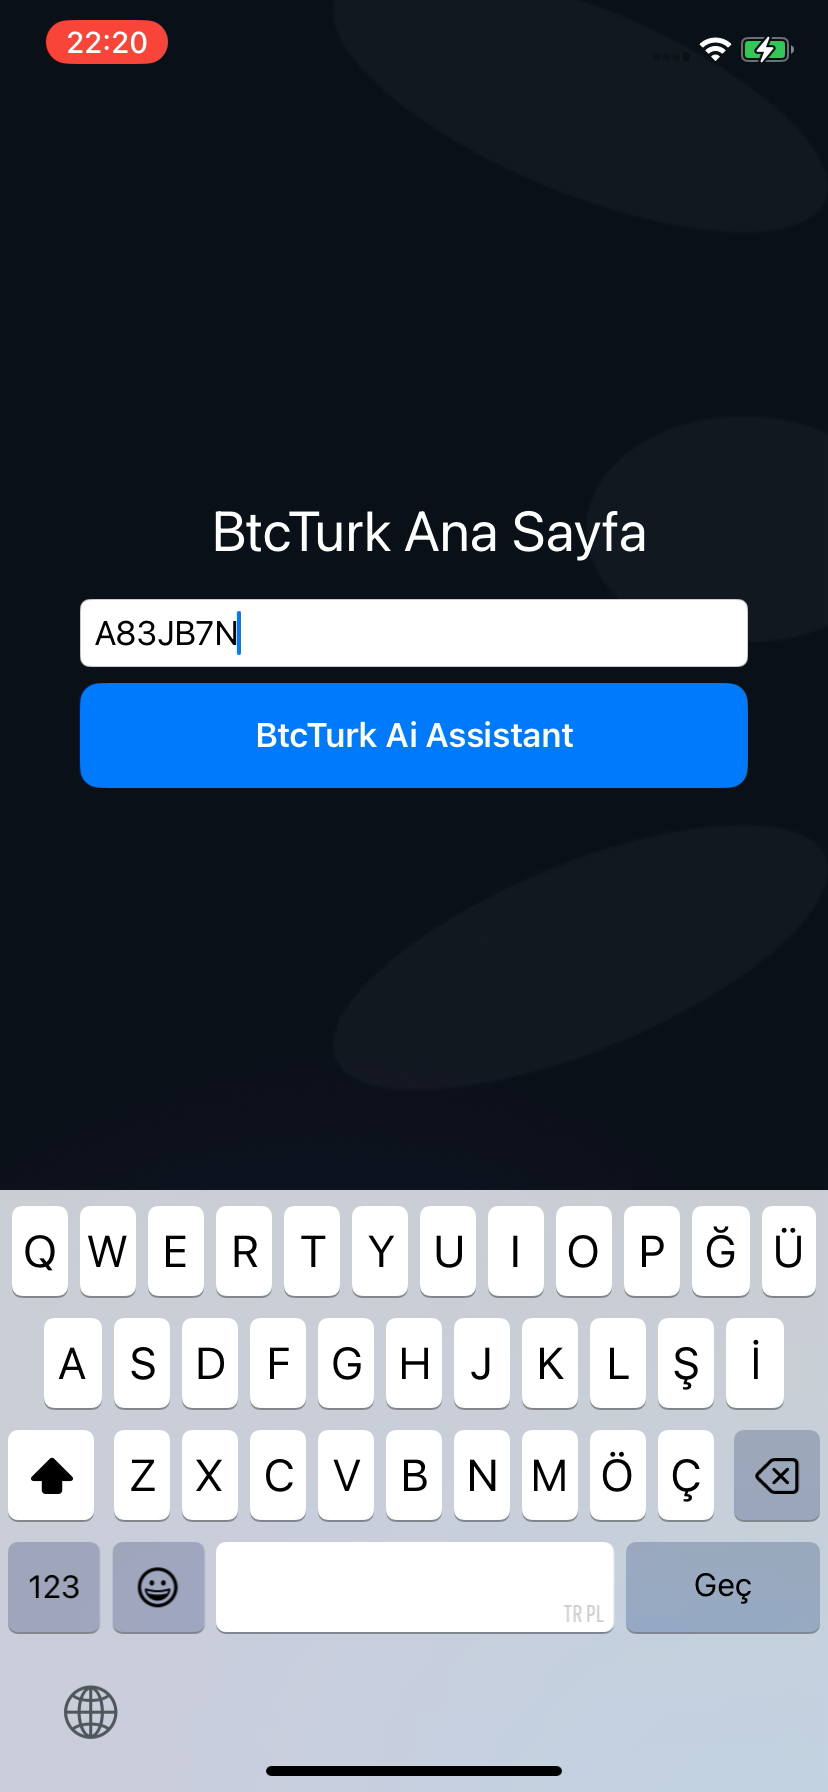 22:20
BtcTurk Ana Sayfa
A83JB7N
BtcTurk Ai Assistant
Q W E R T Y U I O P Ğ Ü
A S D F G H J K L Ş İ
Z X C V B N M Ö Ç
123
TR PL
Geç